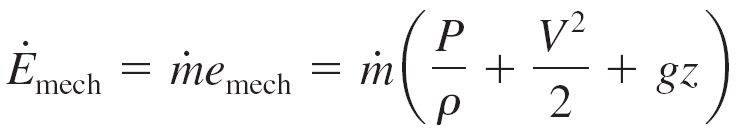 Ė_mech = ṁe_mech = ṁ(P/ρ + V²/2 + gz)